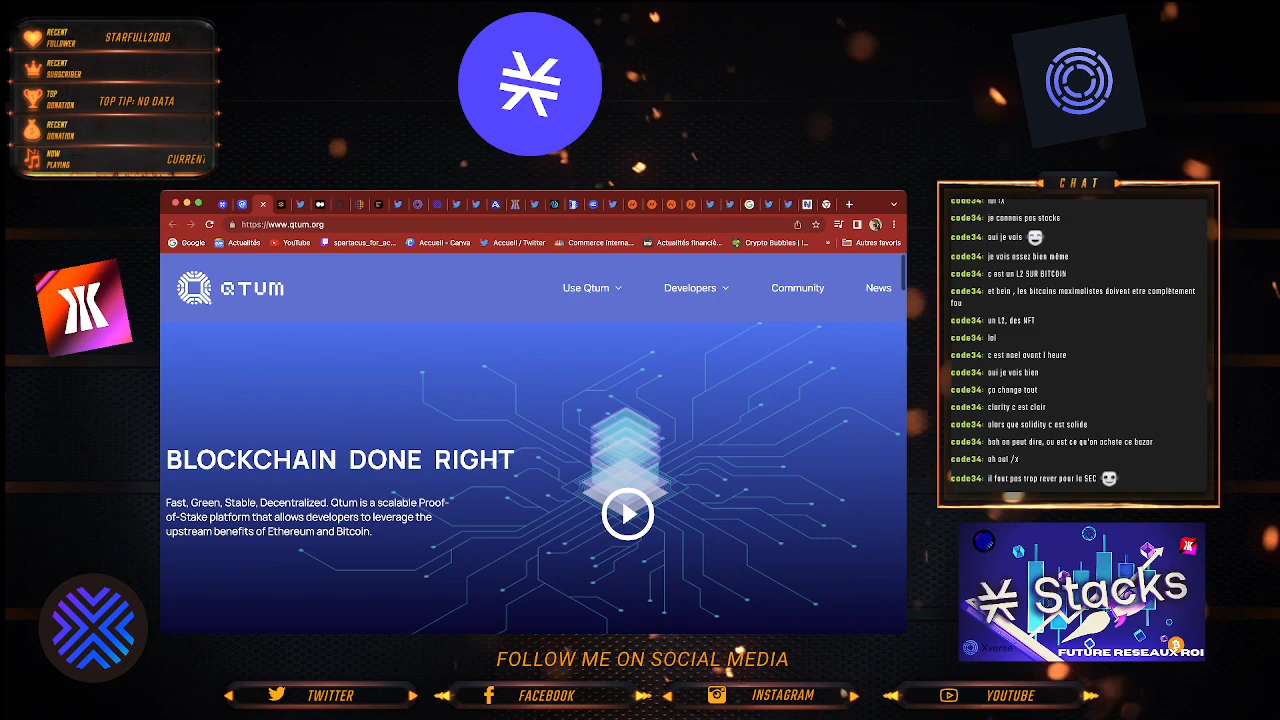 RECENT
FOLLOWER
STARFULL2000
RECENT
SUBSCRIBER
TOP
DONATION
TOP TIP: NO DATA
RECENT
DONATION
NOW
PLAYING
CURRENT
https://www.qtum.org
Google
Actualités
YouTube
spectacus_for_ac...
Accueil – Canva
Accueil / Twitter
Commerce Interna...
Actualités financiè...
Crypto Bubbles | I...
»
Autres favoris
QTUM
Use Qtum
Developers
Community
News
BLOCKCHAIN DONE RIGHT
Fast, Green, Stable, Decentralized. Qtum is a scalable Proof-
of-Stake platform that allows developers to leverage the
upstream benefits of Ethereum and Bitcoin.
CHAT
code34: je connais pas stacks
code34: oui je vois
code34: je vois assez bien même
code34: c est un L2 SUR BITCOIN
code34: et bein , les bitcoins maximalistes doivent etre complètement
fou
code34: un L2, des NFT
code34: lol
code34: c est noel avant l heure
code34: oui je vois bien
code34: ça change tout
code34: clarity c est clair
code34: alors que solidity c est solide
code34: bah on peut dire, ou est ce qu'on achete ce bazar
code34: oh oui /x
code34: il faut pas trop rever pour la SEC
Stacks
Xverse
FUTURE RESEAUX ROI
FOLLOW ME ON SOCIAL MEDIA
TWITTER
FACEBOOK
INSTAGRAM
YOUTUBE